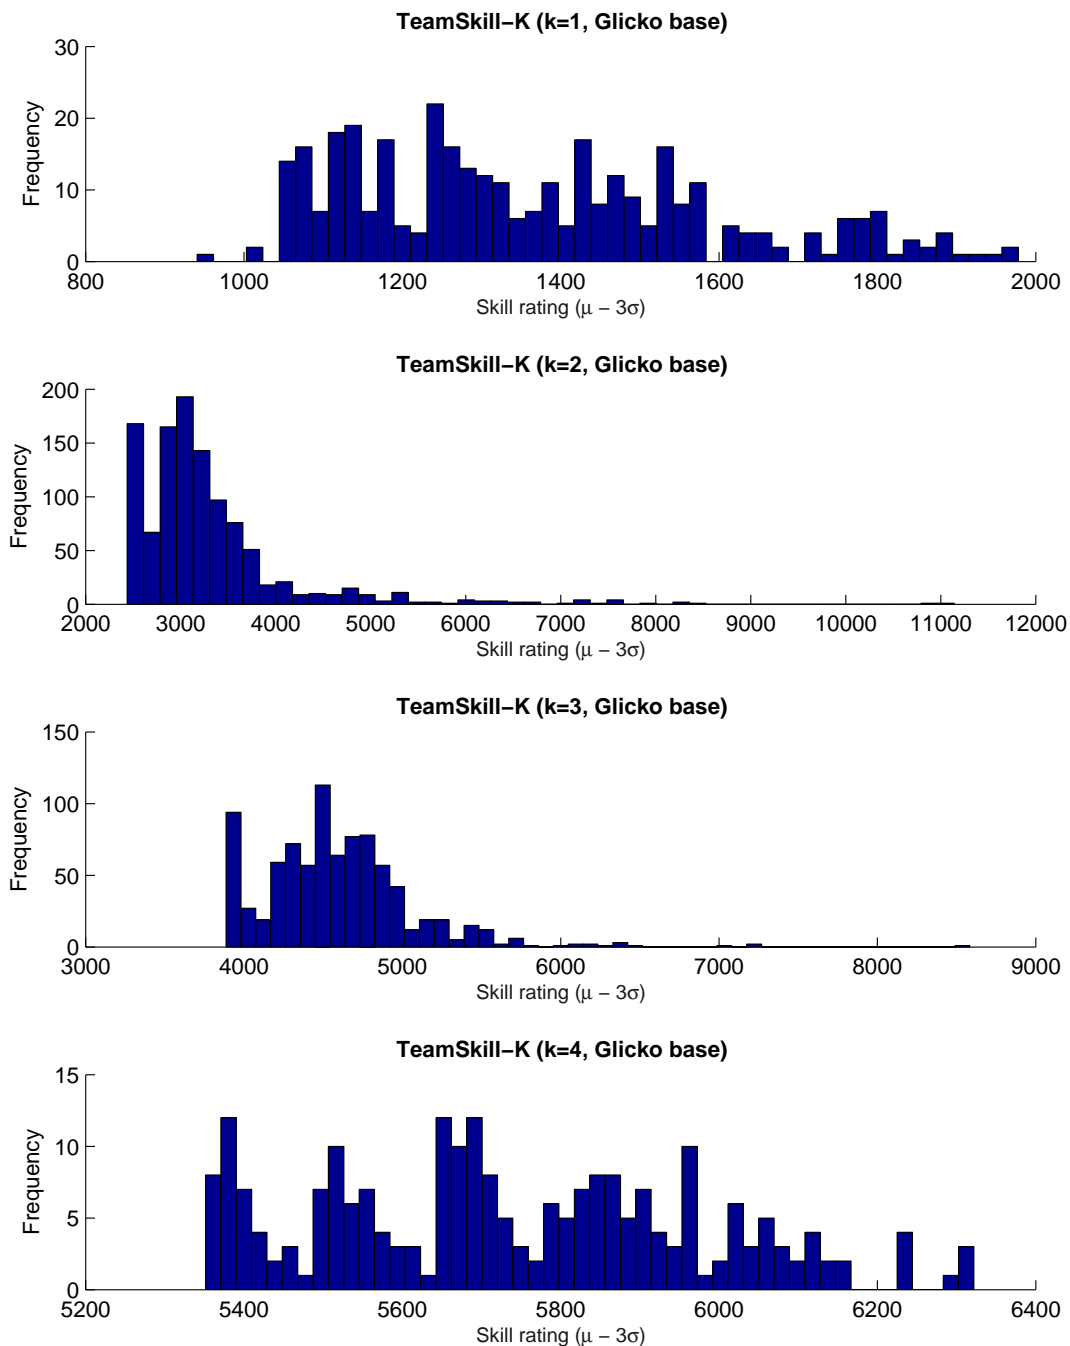 TeamSkill−K (k=1, Glicko base)
30
20
10
0
Frequency
800 1000 1200 1400 1600 1800 2000
Skill rating (μ − 3σ)
TeamSkill−K (k=2, Glicko base)
200
150
100
50
0
Frequency
2000 3000 4000 5000 6000 7000 8000 9000 10000 11000 12000
Skill rating (μ − 3σ)
TeamSkill−K (k=3, Glicko base)
150
100
50
0
Frequency
3000 4000 5000 6000 7000 8000 9000
Skill rating (μ − 3σ)
TeamSkill−K (k=4, Glicko base)
15
10
5
0
Frequency
5200 5400 5600 5800 6000 6200 6400
Skill rating (μ − 3σ)